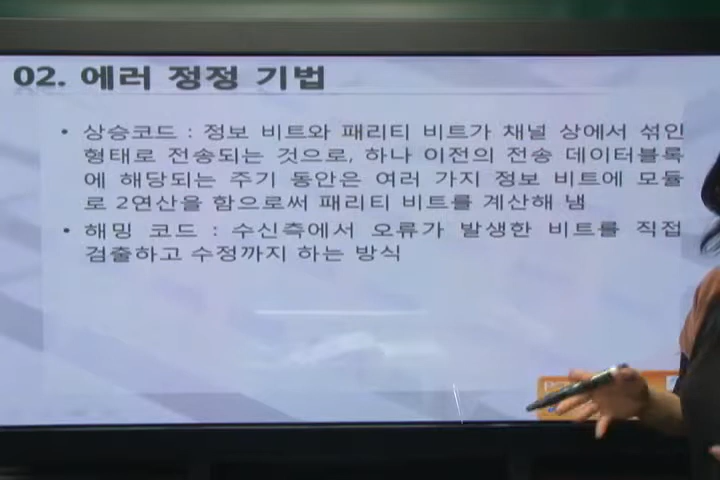 02. 에러 정정 기법
• 상승코드 : 정보 비트와 패리티 비트가 채널 상에서 섞인
형태로 전송되는 것으로, 하나 이전의 전송 데이터블록
에 해당되는 주기 동안은 여러 가지 정보 비트에 모듈
로 2연산을 함으로써 패리티 비트를 계산해 냄
• 해밍 코드 : 수신측에서 오류가 발생한 비트를 직접
검출하고 수정까지 하는 방식